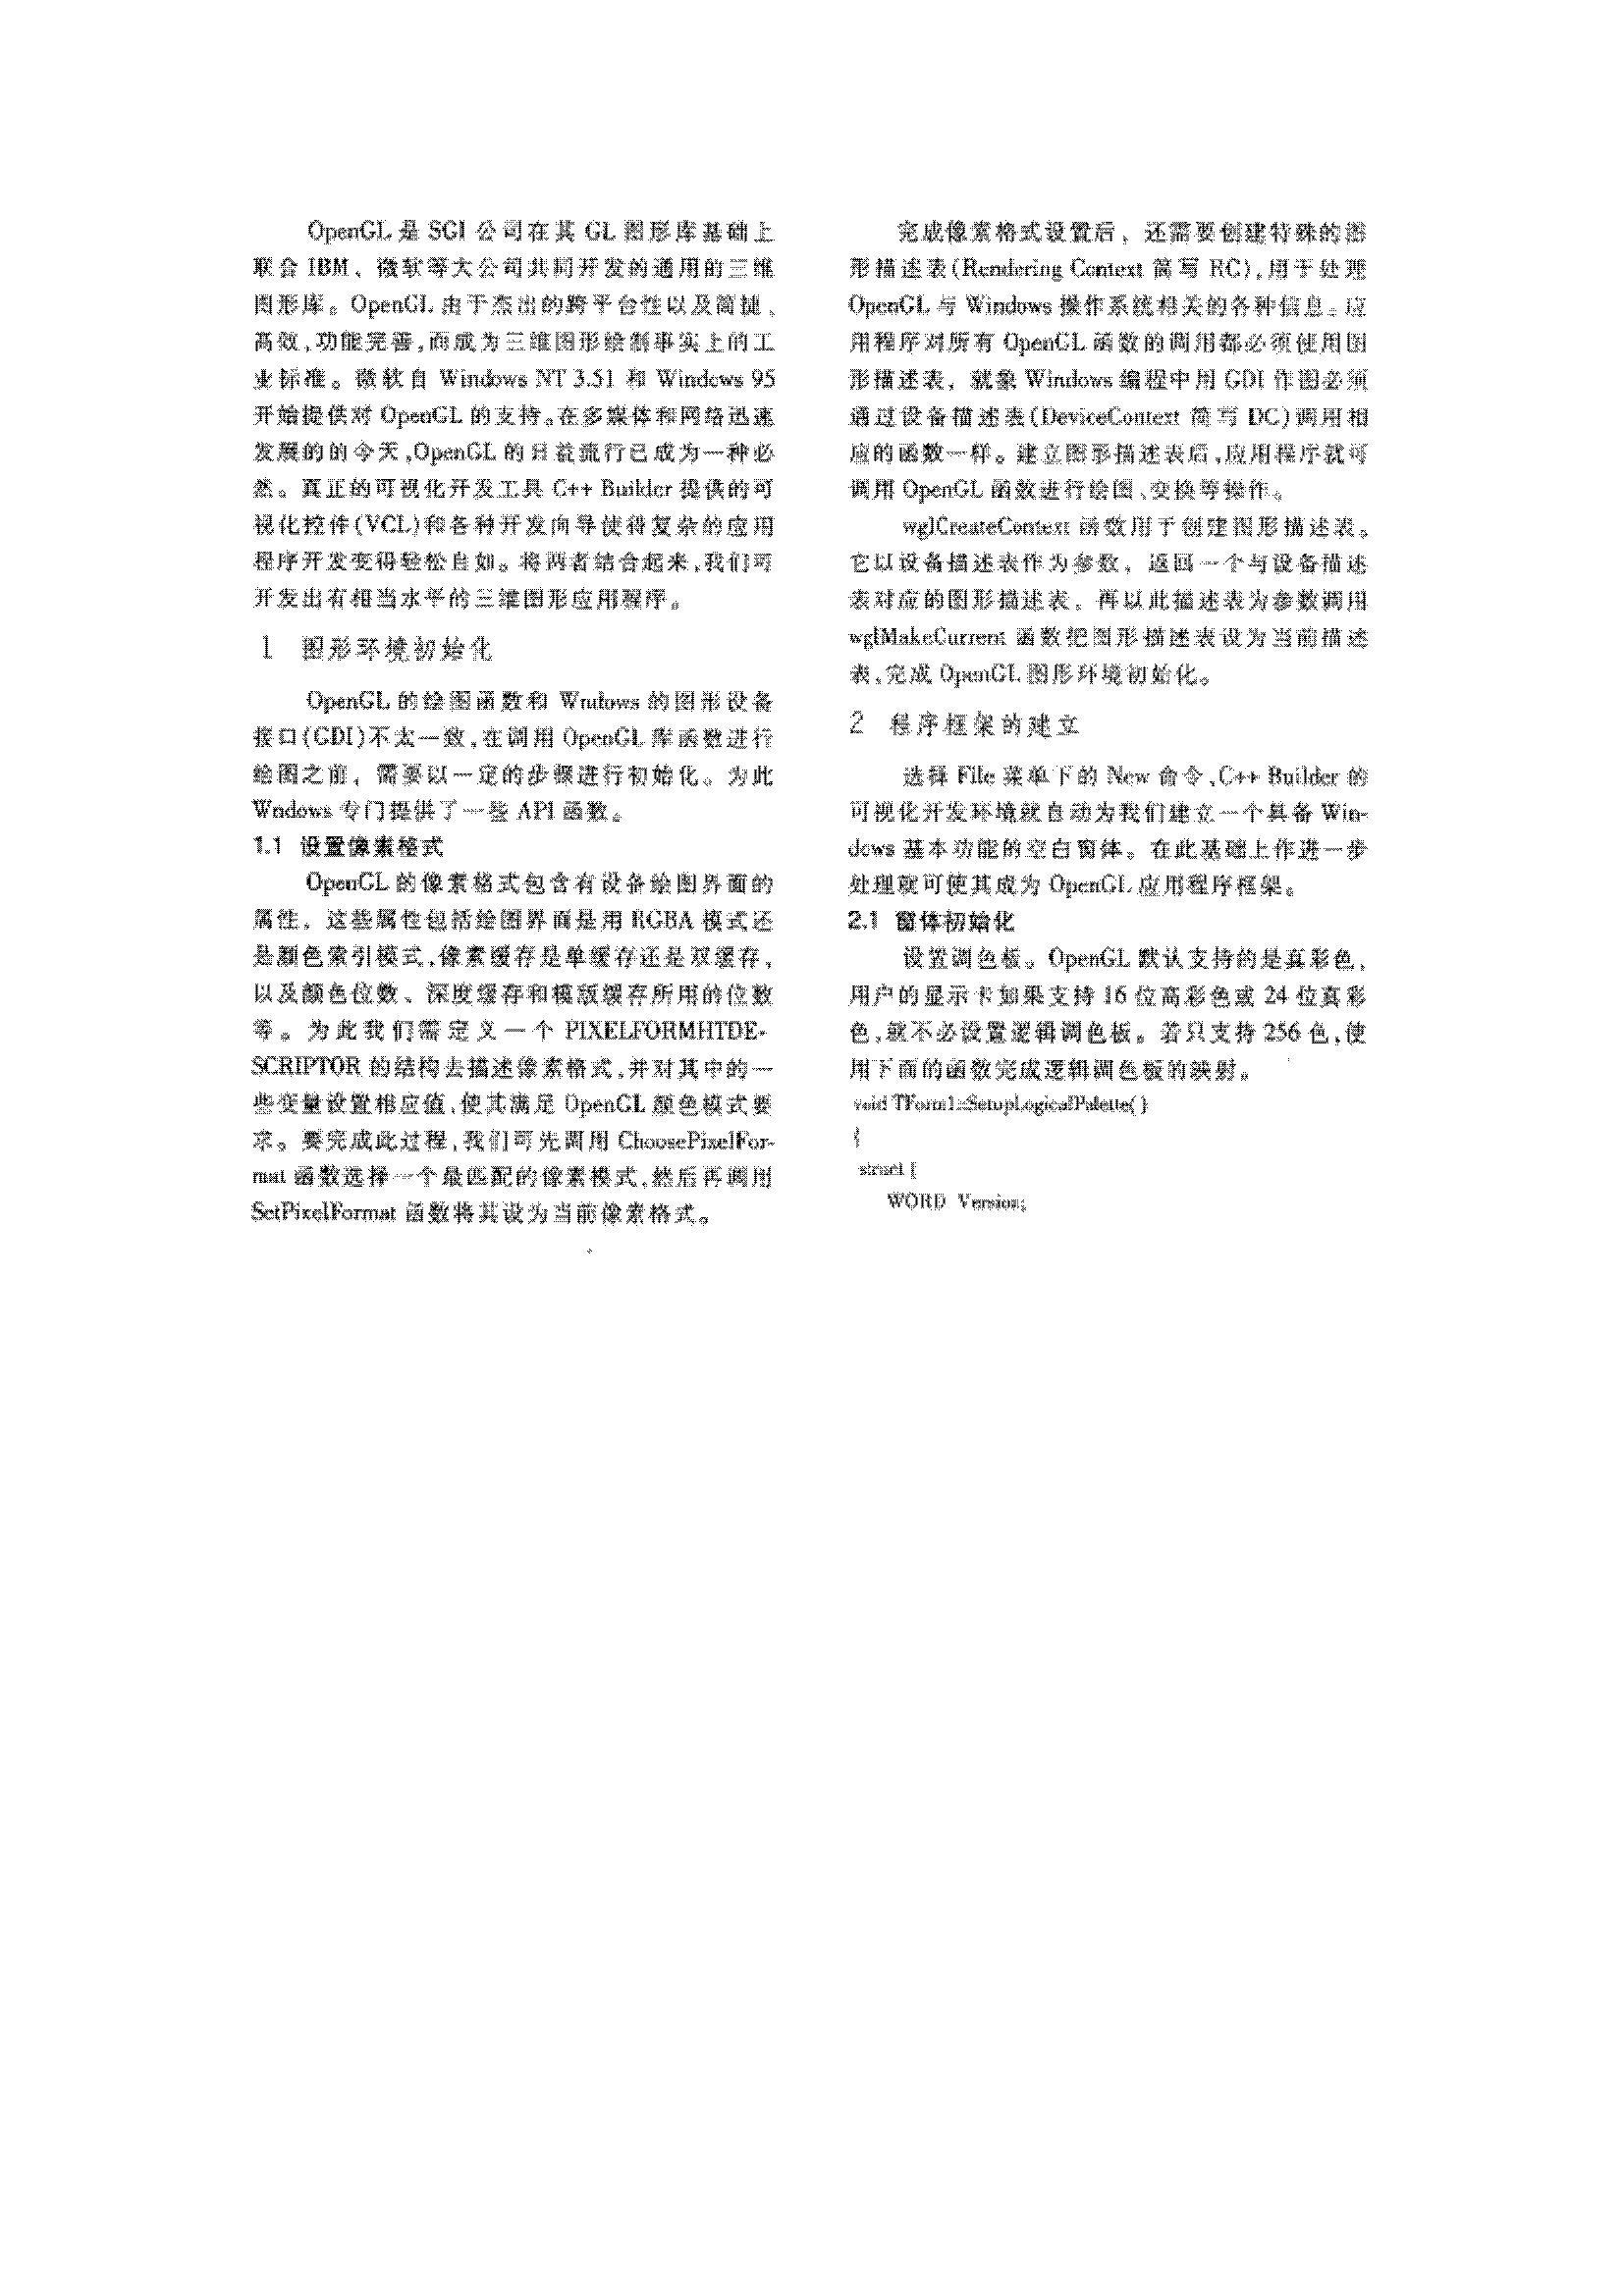 OpenGL 是 SGI 公司在其 GL 图形库基础上
联合 IBM、微软等大公司共同开发的通用的三维
图形库。OpenGL 由于杰出的跨平台性以及简捷、
高效、功能完善,而成为三维图形绘制事实上的工
业标准。微软自 Windows NT 3.51 和 Windows 95
开始提供对 OpenGL 的支持。在多媒体和网络迅速
发展的的今天,OpenGL 的日益流行已成为一种必
然。真正的可视化开发工具 C++ Builder 提供的可
视化控件(VCL)和各种开发向导使得复杂的应用
程序开发变得轻松自如。将两者结合起来,我们可
开发出有相当水平的三维图形应用程序。
1 图形环境初始化
OpenGL 的绘图函数和 Wndows 的图形设备
接口(GDI)不太一致,在调用 OpenGL 库函数进行
绘图之前，需要以一定的步骤进行初始化。为此
Wndows 专门提供了一些 API 函数。
1.1 设置像素格式
OpenGL 的像素格式包含有设备绘图界面的
属性。这些属性包括绘图界面是用 RGBA 模式还
是颜色索引模式,像素缓存是单缓存还是双缓存,
以及颜色位数、深度缓存和模版缓存所用的位数
等。为此我们需定义一个 PIXELFORMHTDE-
SCRIPTOR 的结构去描述像素格式,并对其中的一
些变量设置相应值,使其满足 OpenGL 颜色模式要
求。要完成此过程,我们可先调用 ChoosePixelFor-
mat 函数选择一个最匹配的像素模式,然后再调用
SetPixelFormat 函数将其设为当前像素格式。
完成像素格式设置后，还需要创建特殊的图
形描述表(Rendering Context 简写 RC),用于处理
OpenGL 与 Windows 操作系统相关的各种信息。应
用程序对所有 OpenGL 函数的调用都必须使用图
形描述表，就象 Windows 编程中用 GDI 作图必须
通过设备描述表(DeviceContext 简写 DC)调用相
应的函数一样。建立图形描述表后,应用程序就可
调用 OpenGL 函数进行绘图、变换等操作。
wglCreateContext 函数用于创建图形描述表。
它以设备描述表作为参数，返回一个与设备描述
表对应的图形描述表。再以此描述表为参数调用
wglMakeCurrent 函数把图形描述表设为当前描述
表,完成 OpenGL 图形环境初始化。
2 程序框架的建立
选择 File 菜单下的 New 命令,C++ Builder 的
可视化开发环境就自动为我们建立一个具备 Win-
dows 基本功能的空白窗体。在此基础上作进一步
处理就可使其成为 OpenGL 应用程序框架。
2.1 窗体初始化
设置调色板。OpenGL 默认支持的是真彩色,
用户的显示卡如果支持 16 位高彩色或 24 位真彩
色,就不必设置逻辑调色板。若只支持 256 色,使
用下面的函数完成逻辑调色板的映射。
void TForm1::SetupLogicalPalette()
{
struct {
WORD Version;